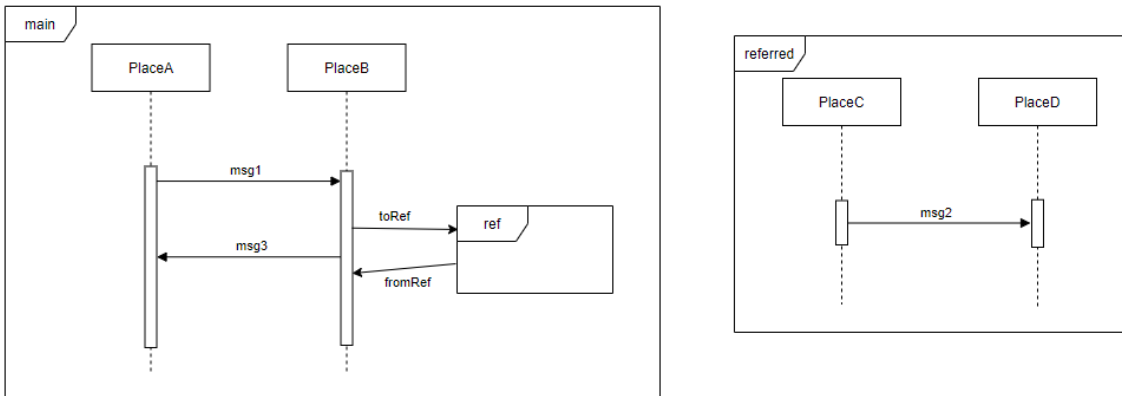 main
PlaceA
PlaceB
msg1
toRef
ref
msg3
fromRef
referred
PlaceC
PlaceD
msg2